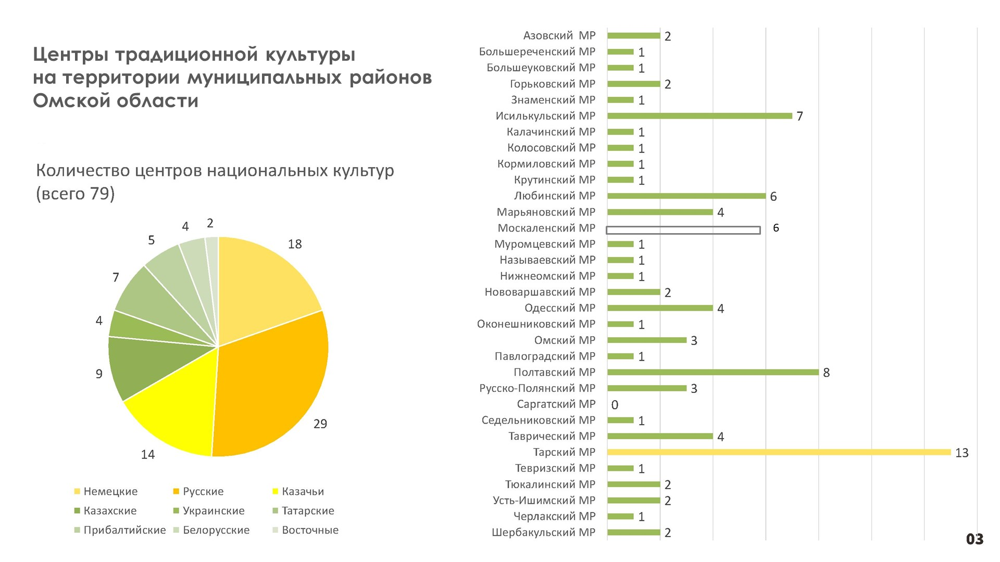 Центры традиционной культуры
на территории муниципальных районов
Омской области
Количество центров национальных культур
(всего 79)
18
29
14
9
4
7
5
4
2
Немецкие Русские Казачьи
Казахские Украинские Татарские
Прибалтийские Белорусские Восточные
Азовский МР 2
Большереченский МР 1
Большеуковский МР 1
Горьковский МР 2
Знаменский МР 1
Исилькульский МР 7
Калачинский МР 1
Колосовский МР 1
Кормиловский МР 1
Крутинский МР 1
Любинский МР 6
Марьяновский МР 4
Москаленский МР 6
Муромцевский МР 1
Называевский МР 1
Нижнеомский МР 1
Нововаршавский МР 2
Одесский МР 4
Оконешниковский МР 1
Омский МР 3
Павлоградский МР 1
Полтавский МР 8
Русско-Полянский МР 3
Саргатский МР 0
Седельниковский МР 1
Таврический МР 4
Тарский МР 13
Тевризский МР 1
Тюкалинский МР 2
Усть-Ишимский МР 2
Черлакский МР 1
Шербакульский МР 2
03